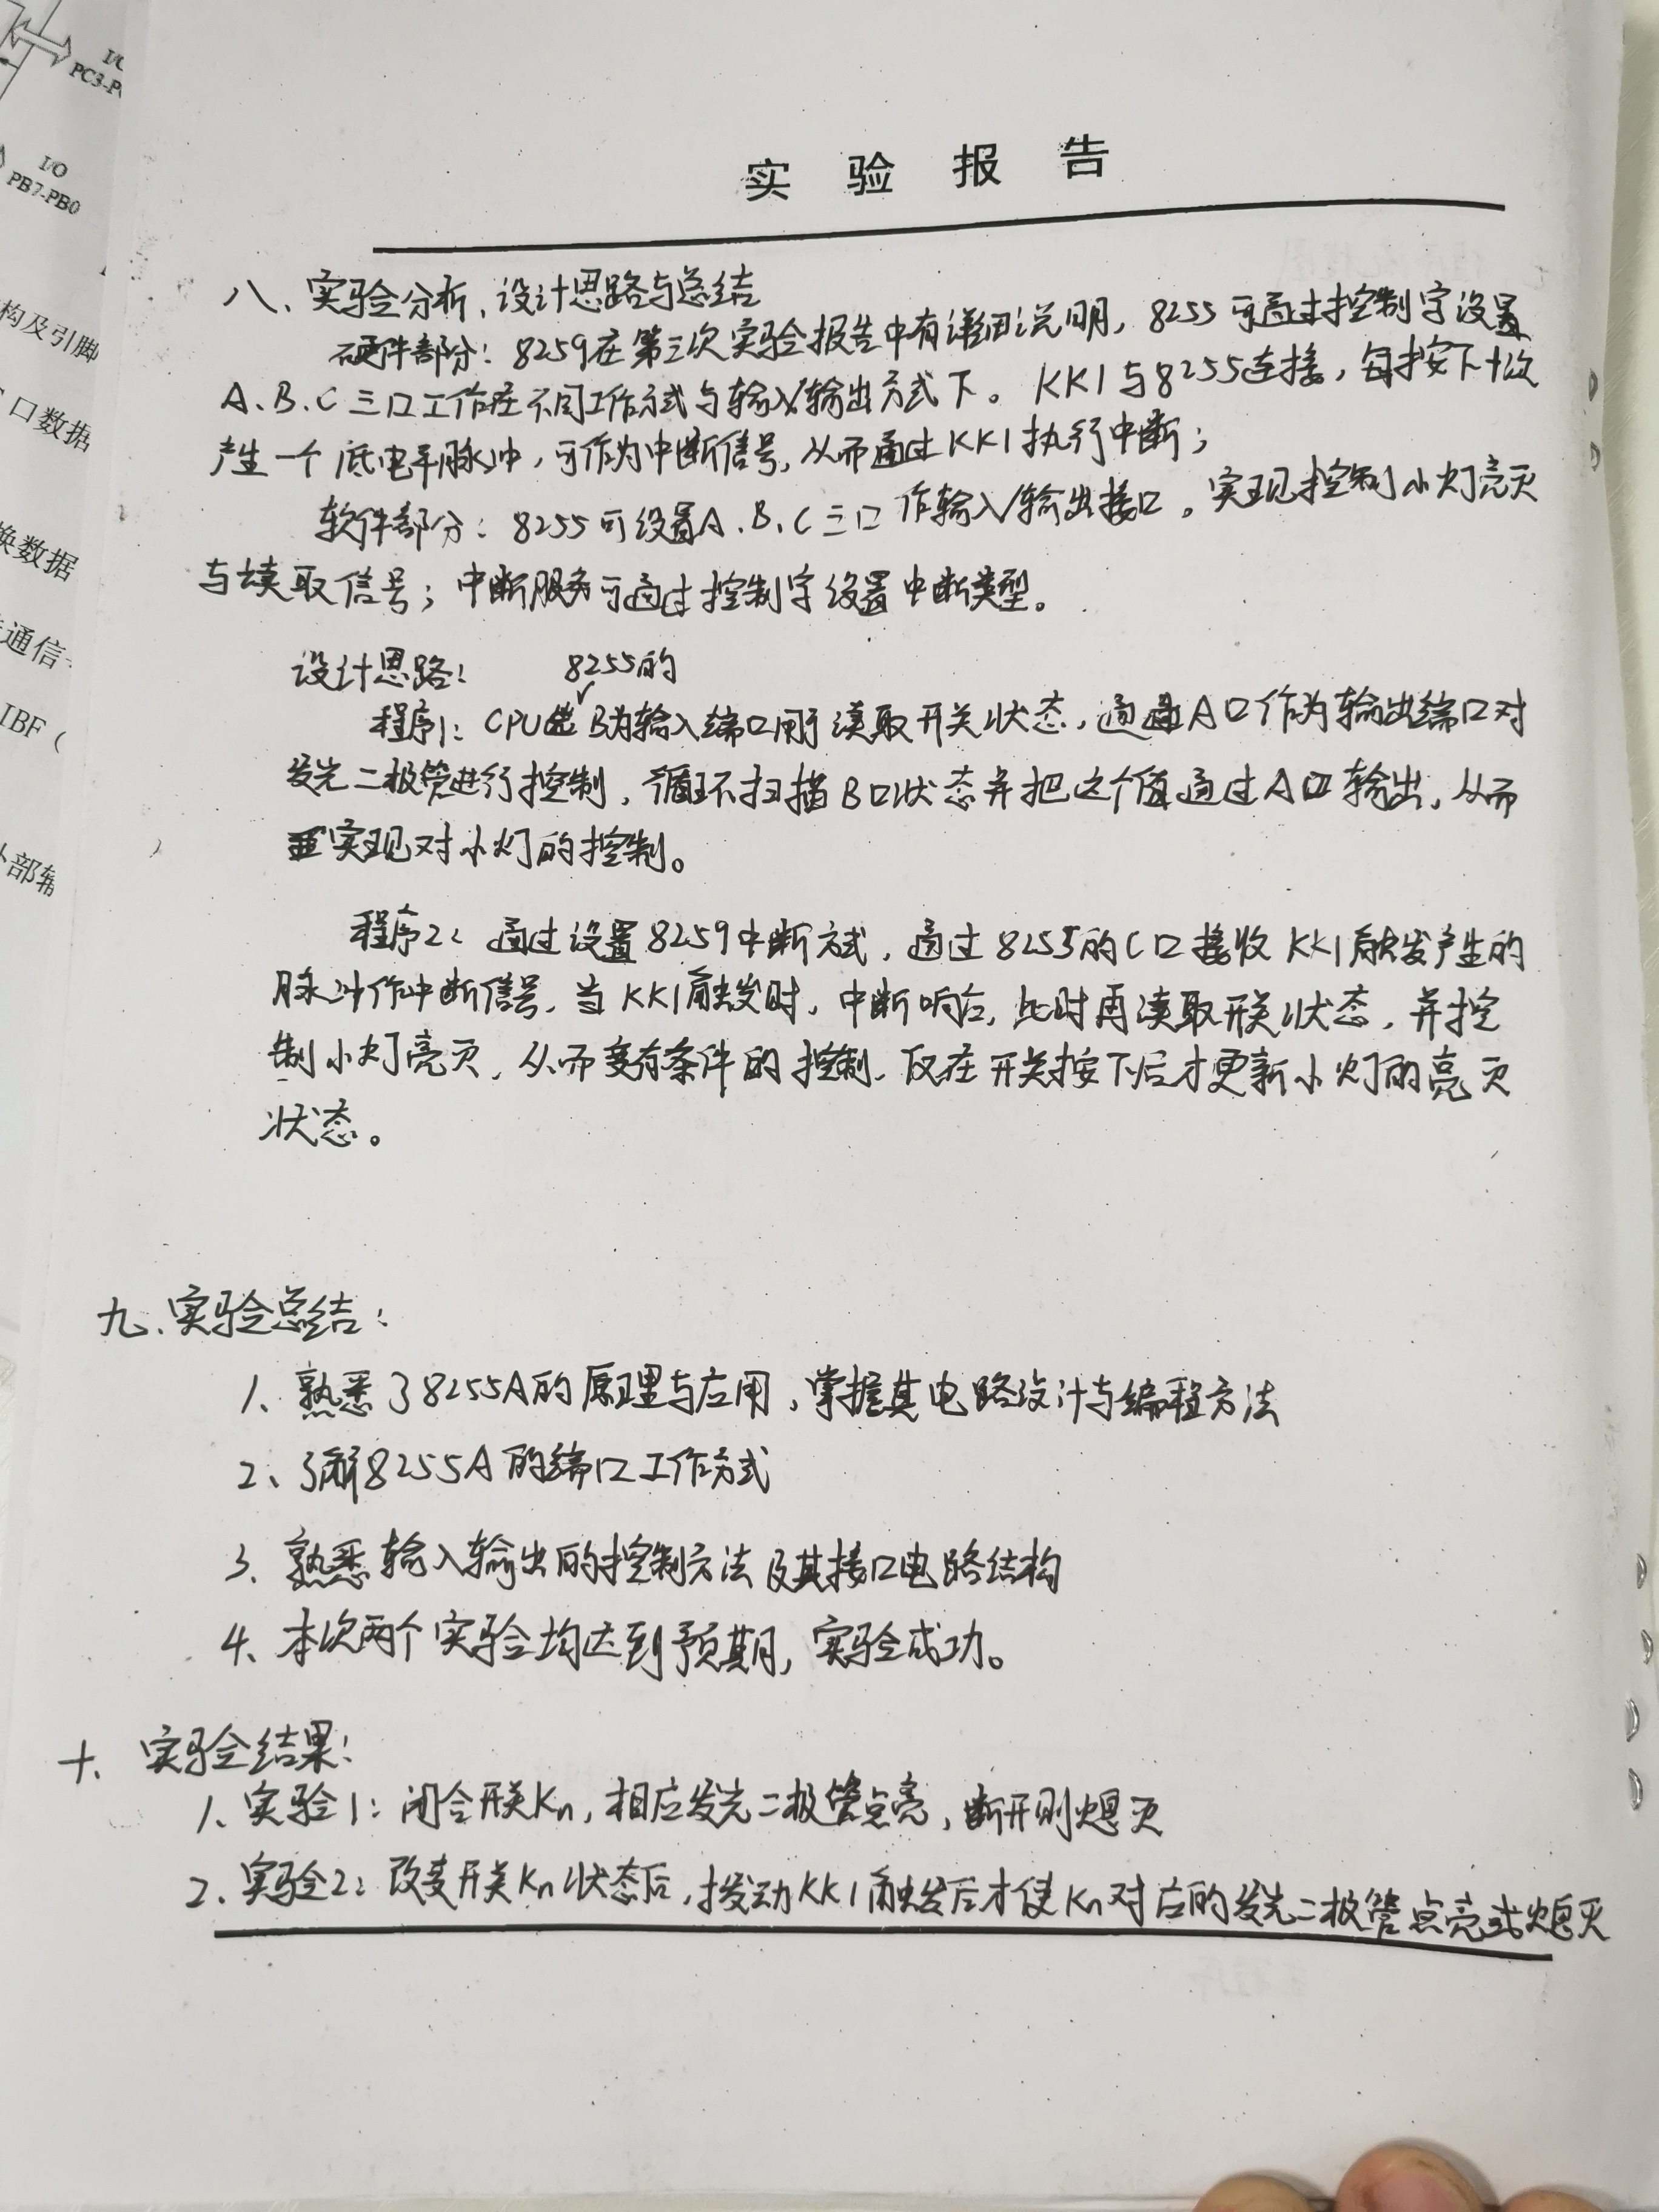 I/O
PC3-P
I/O
PB7-PB0
构及引脚
口数据
换数据
通信
IBF（
外部输
实验报告
八、实验分析、设计思路与总结
硬件部分：8259在第三次实验报告中有详细说明，8255可通过控制字设置
A、B、C三口工作在不同工作方式与输入/输出方式下。KK1与8255连接，每按下一次
产生一个低电平脉冲，可作为中断信号，从而通过KK1执行中断；
软件部分：8255可设置A、B、C三口作输入/输出接口，实现控制小灯亮灭
与读取信号；中断服务可通过控制字设置中断类型。
设计思路：
8255的
程序1：CPU B为输入端口用于读取开关状态，通过A口作为输出端口对
发光二极管进行控制，循环扫描B口状态并把这个值通过A口输出，从而
实现对小灯的控制。
程序2：通过设置8259中断方式，通过8255的C口接收KK1触发产生的
脉冲作中断信号，当KK1触发时，中断响应，此时再读取开关状态，并控
制小灯亮灭，从而变有条件的控制，仅在开关按下后才更新小灯的亮灭
状态。
九、实验总结：
1、熟悉了8255A的原理与应用，掌握其电路设计与编程方法
2、了解8255A的端口工作方式
3、熟悉输入输出的控制方法及其接口电路结构
4、本次两个实验均达到预期，实验成功。
十、实验结果：
1、实验1：闭合开关Kn，相应发光二极管点亮，断开则熄灭
2、实验2：改变开关Kn状态后，拨动KK1触发后才使Kn对应的发光二极管点亮或熄灭